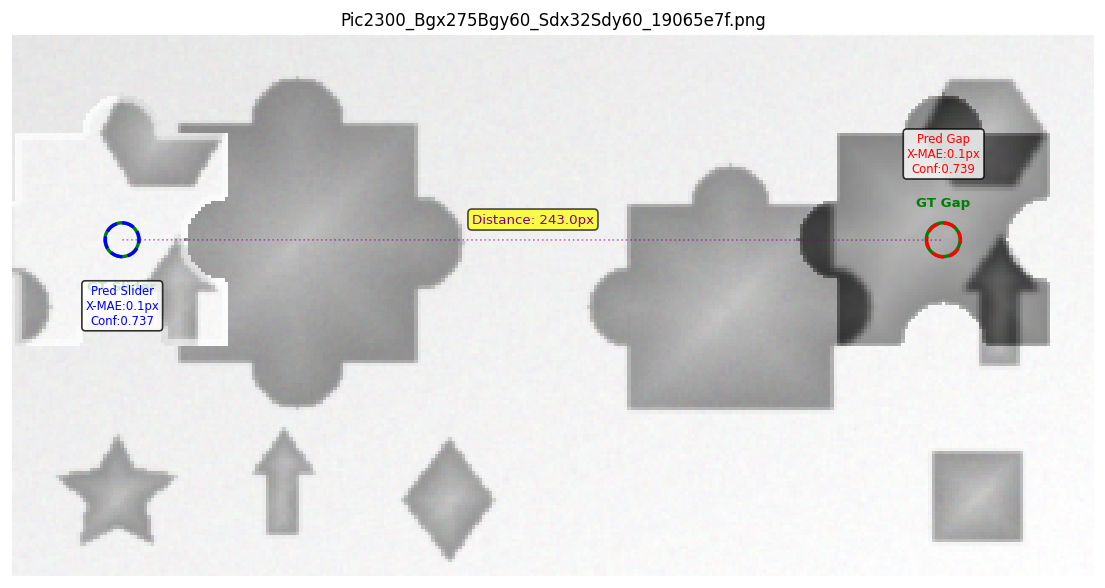 Pic2300_Bgx275Bgy60_Sdx32Sdy60_19065e7f.png
Pred Gap
X-MAE:0.1px
Conf:0.739
GT Gap
Distance: 243.0px
Pred Slider
X-MAE:0.1px
Conf:0.737